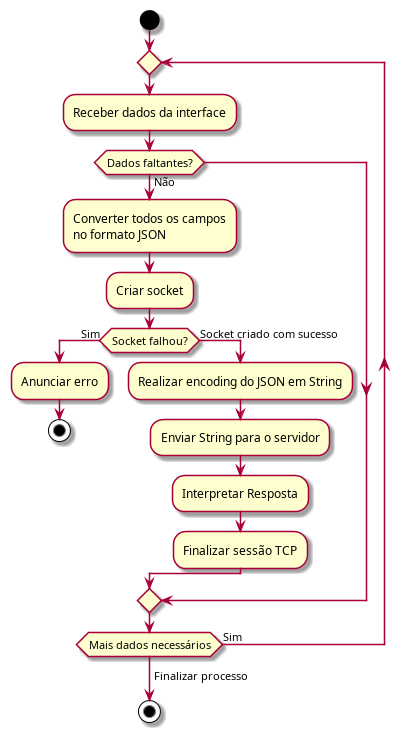 Receber dados da interface
Dados faltantes?
Não
Converter todos os campos
no formato JSON
Criar socket
Sim
Socket falhou?
Socket criado com sucesso
Anunciar erro
Realizar encoding do JSON em String
Enviar String para o servidor
Interpretar Resposta
Finalizar sessão TCP
Mais dados necessários
Sim
Finalizar processo